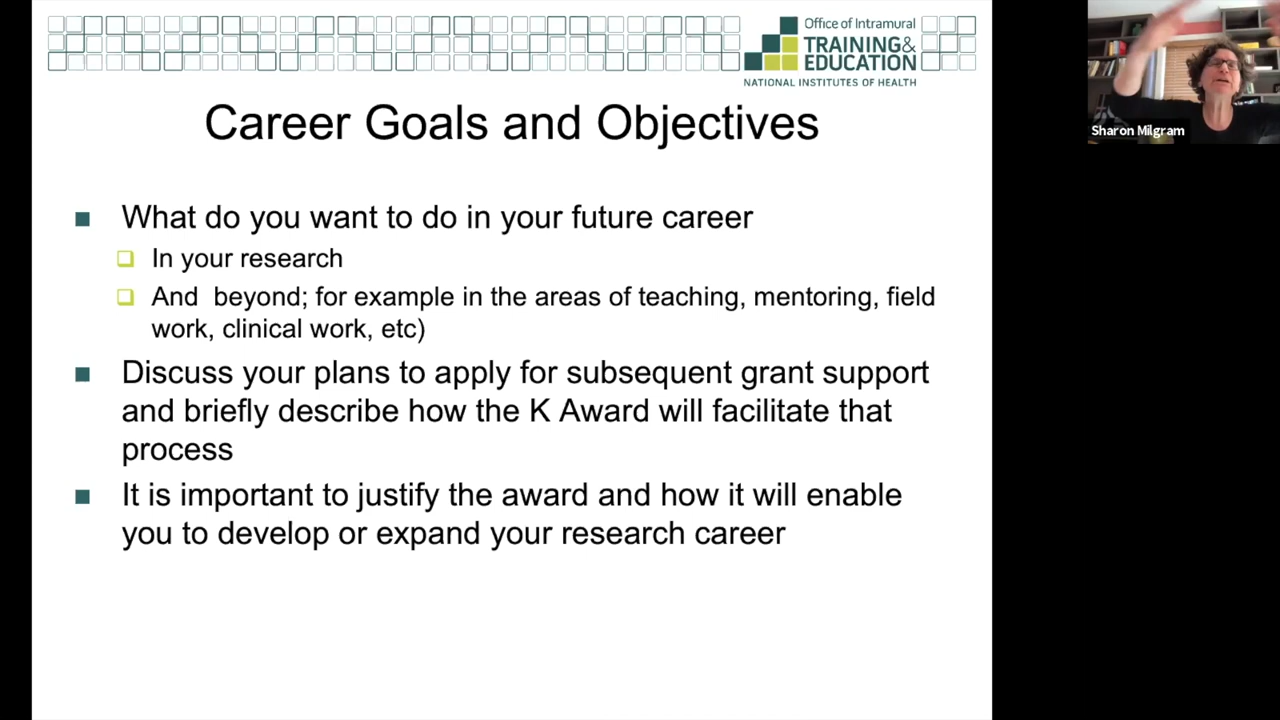 Office of Intramural
TRAINING&
EDUCATION
NATIONAL INSTITUTES OF HEALTH
Sharon Milgram
Career Goals and Objectives
What do you want to do in your future career
In your research
And beyond; for example in the areas of teaching, mentoring, field
work, clinical work, etc)
Discuss your plans to apply for subsequent grant support
and briefly describe how the K Award will facilitate that
process
It is important to justify the award and how it will enable
you to develop or expand your research career